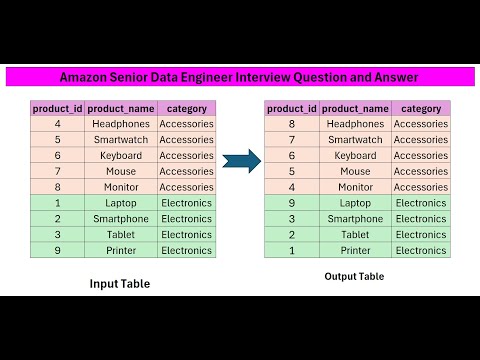 Amazon Senior Data Engineer Interview Question and Answer
product_id product_name category
4 Headphones Accessories
5 Smartwatch Accessories
6 Keyboard Accessories
7 Mouse Accessories
8 Monitor Accessories
1 Laptop Electronics
2 Smartphone Electronics
3 Tablet Electronics
9 Printer Electronics
Input Table
product_id product_name category
8 Headphones Accessories
7 Smartwatch Accessories
6 Keyboard Accessories
5 Mouse Accessories
4 Monitor Accessories
9 Laptop Electronics
3 Smartphone Electronics
2 Tablet Electronics
1 Printer Electronics
Output Table